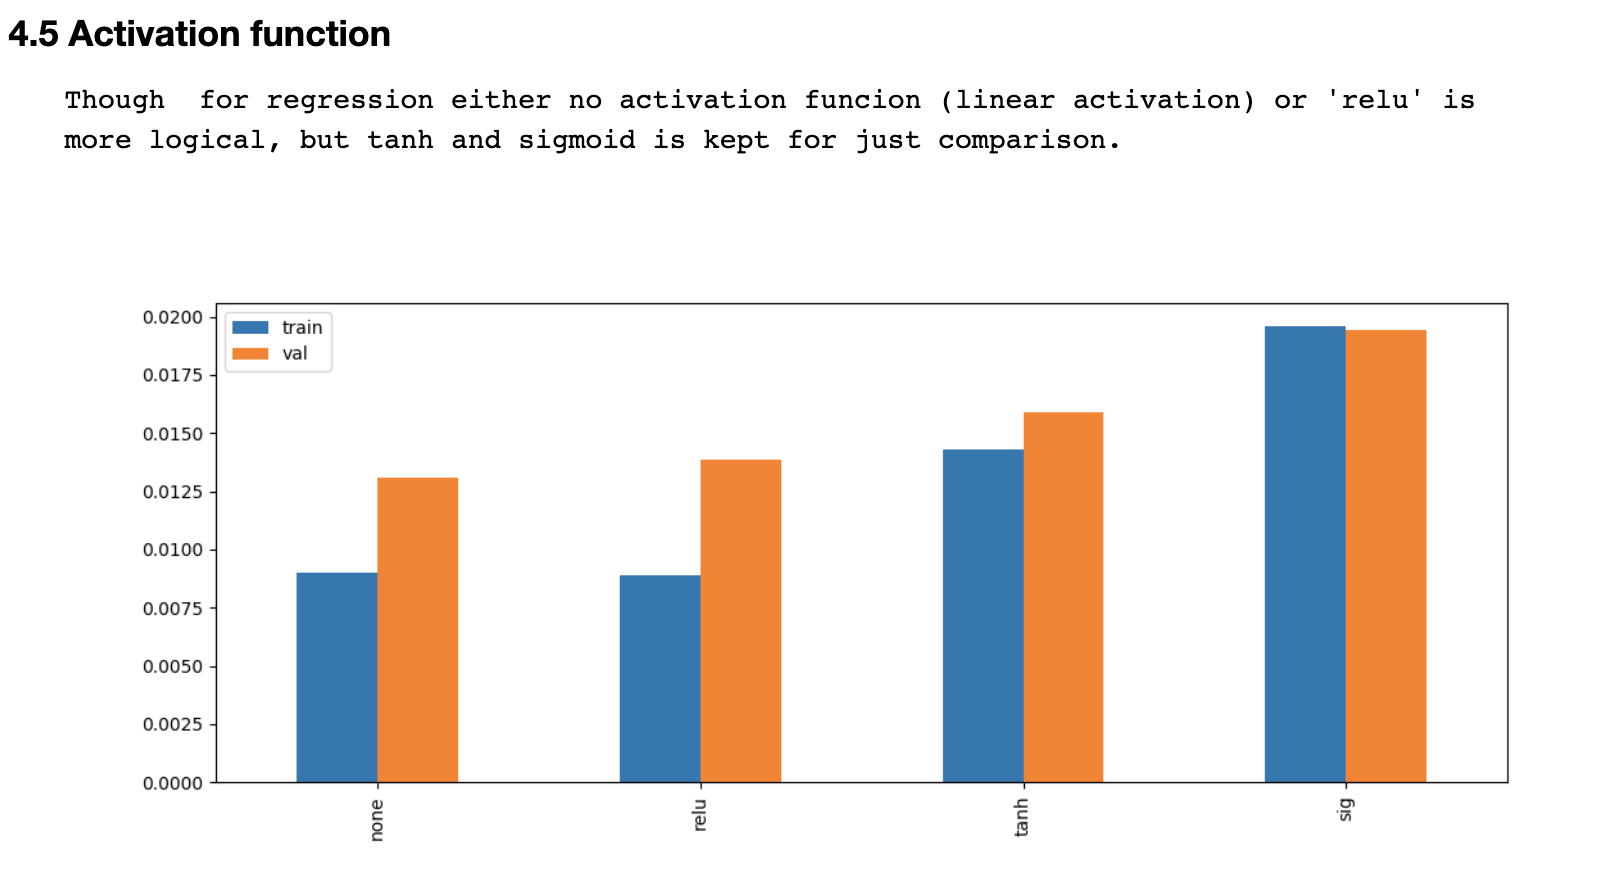 4.5 Activation function
Though  for regression either no activation funcion (linear activation) or 'relu' is
more logical, but tanh and sigmoid is kept for just comparison.
train
val
0.0200
0.0175
0.0150
0.0125
0.0100
0.0075
0.0050
0.0025
0.0000
none
relu
tanh
sig